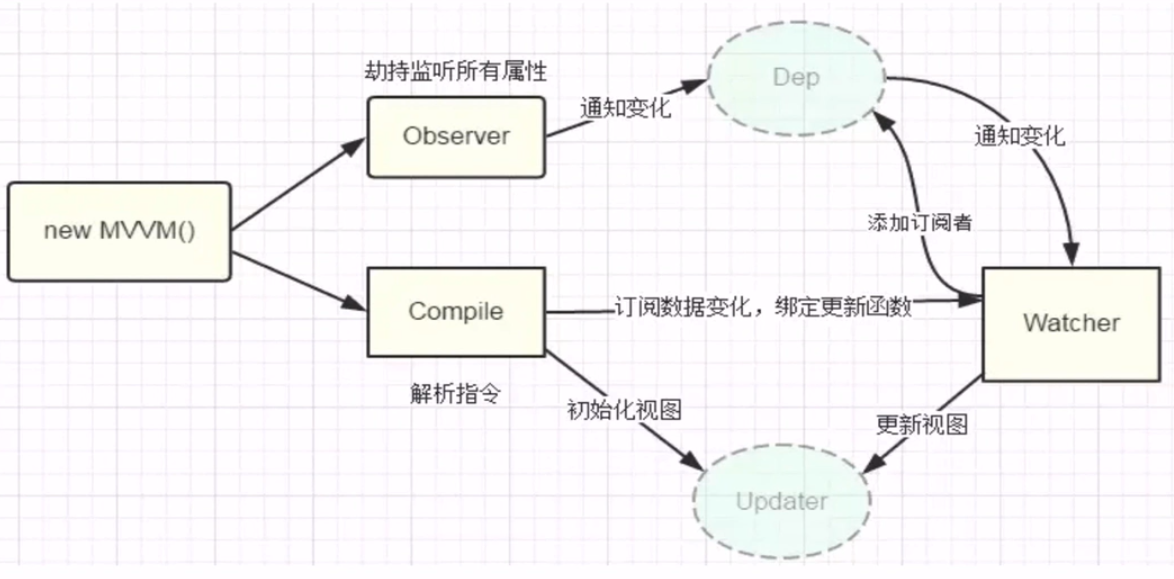 劫持监听所有属性
Observer
通知变化
Dep
通知变化
new MVVM()
添加订阅者
Compile
订阅数据变化，绑定更新函数
Watcher
解析指令
初始化视图
更新视图
Updater